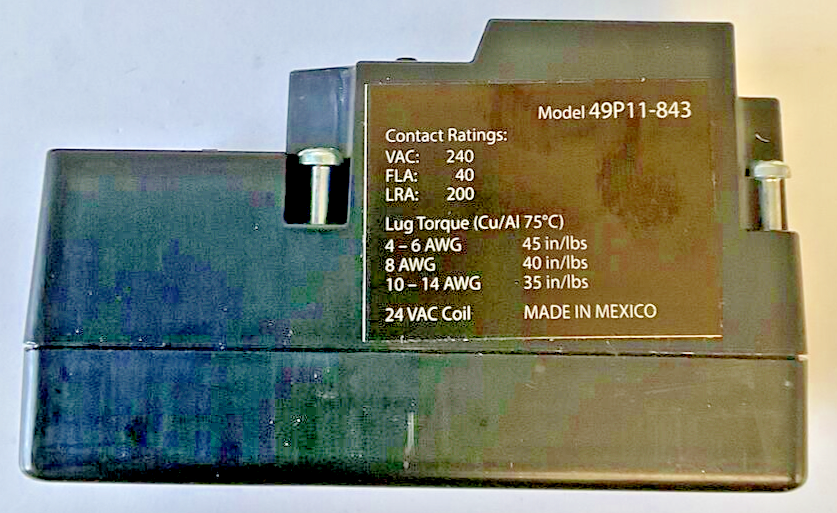 Model 49P11-843
Contact Ratings:
VAC: 240
FLA: 40
LRA: 200
Lug Torque (Cu/Al 75°C)
4 – 6 AWG 45 in/lbs
8 AWG 40 in/lbs
10 – 14 AWG 35 in/lbs
24 VAC Coil MADE IN MEXICO